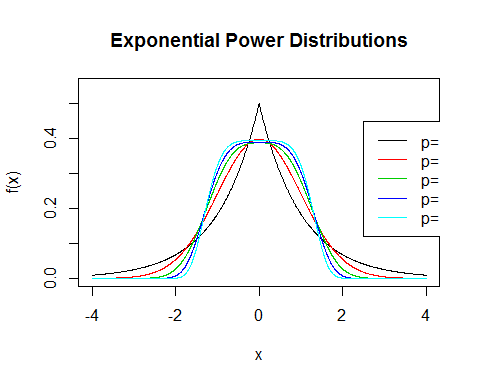 Exponential Power Distributions
f(x)
0.4
0.2
0.0
p=
p=
p=
p=
p=
-4 -2 0 2 4
x